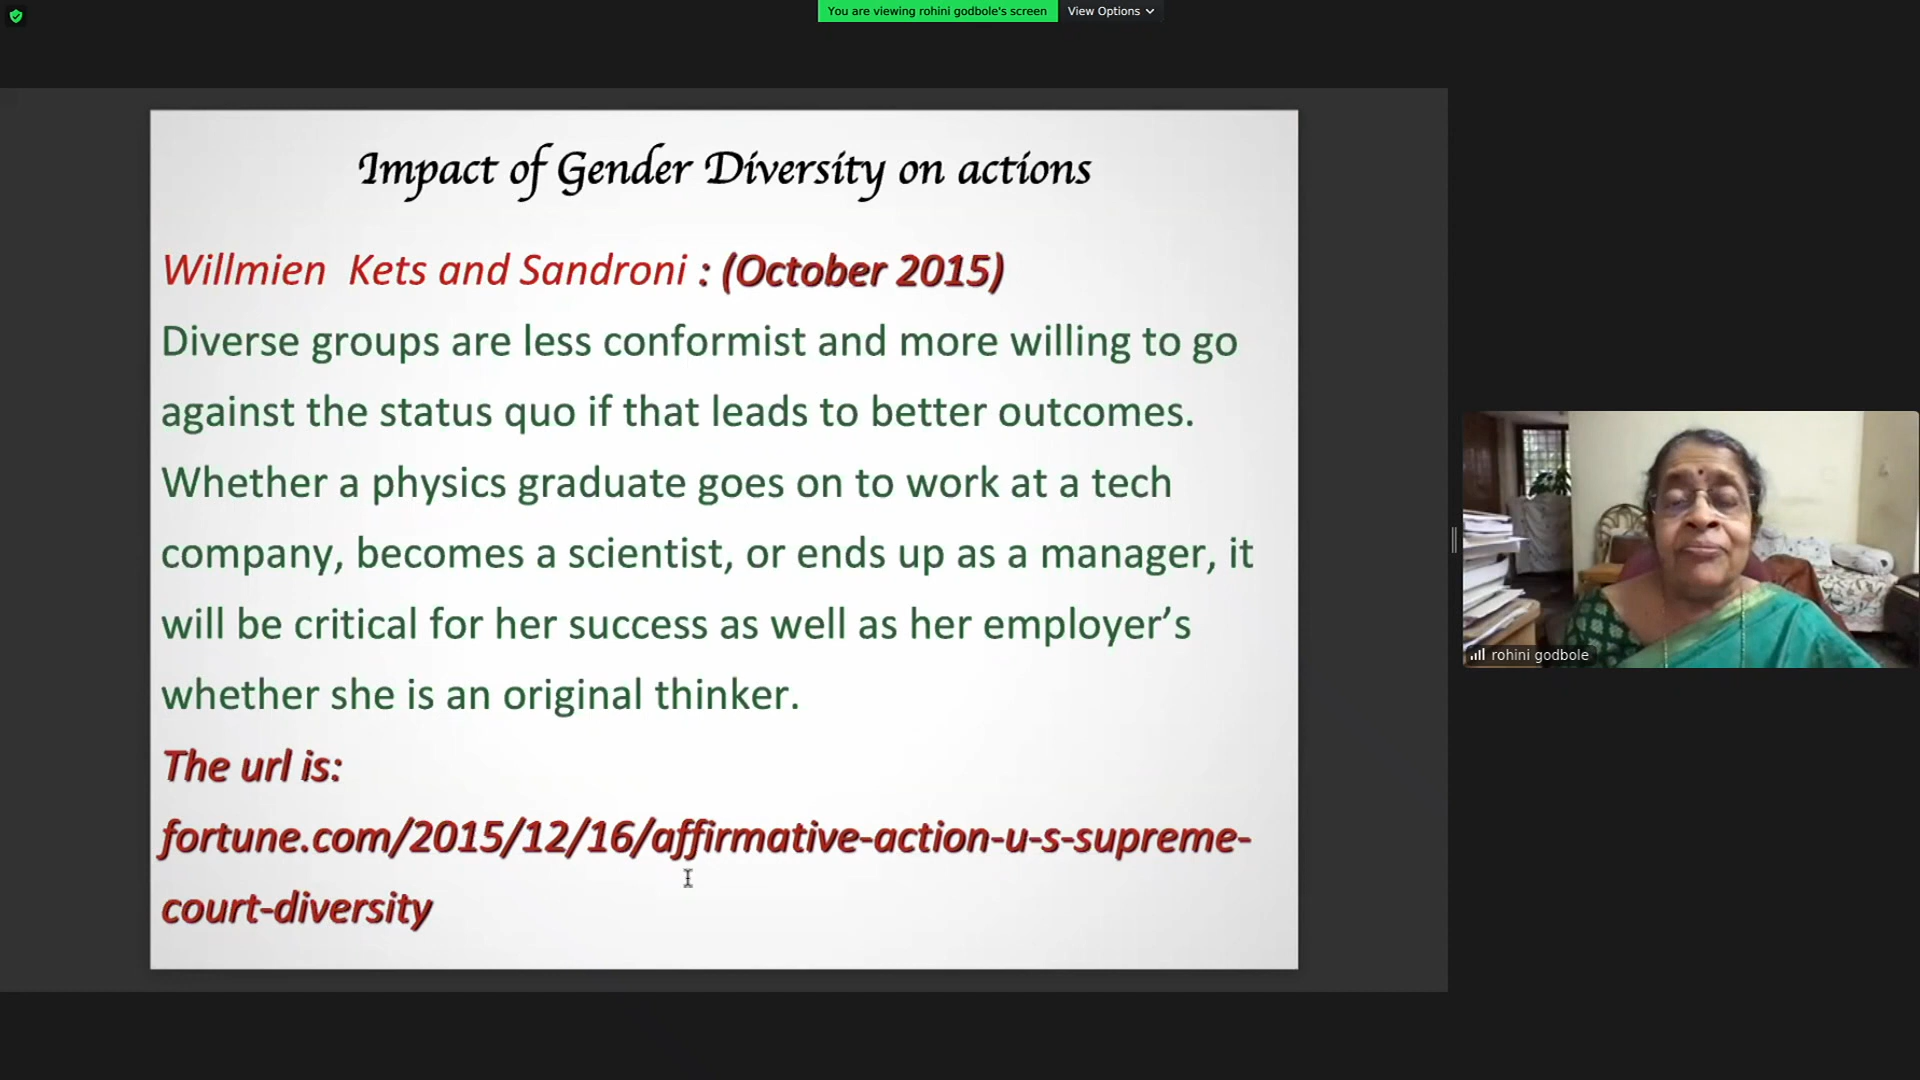 You are viewing rohini godbole's screen View Options
Impact of Gender Diversity on actions
Willmien Kets and Sandroni : (October 2015)
Diverse groups are less conformist and more willing to go
against the status quo if that leads to better outcomes.
Whether a physics graduate goes on to work at a tech
company, becomes a scientist, or ends up as a manager, it
will be critical for her success as well as her employer’s
whether she is an original thinker.
The url is:
fortune.com/2015/12/16/affirmative-action-u-s-supreme-
court-diversity
rohini godbole